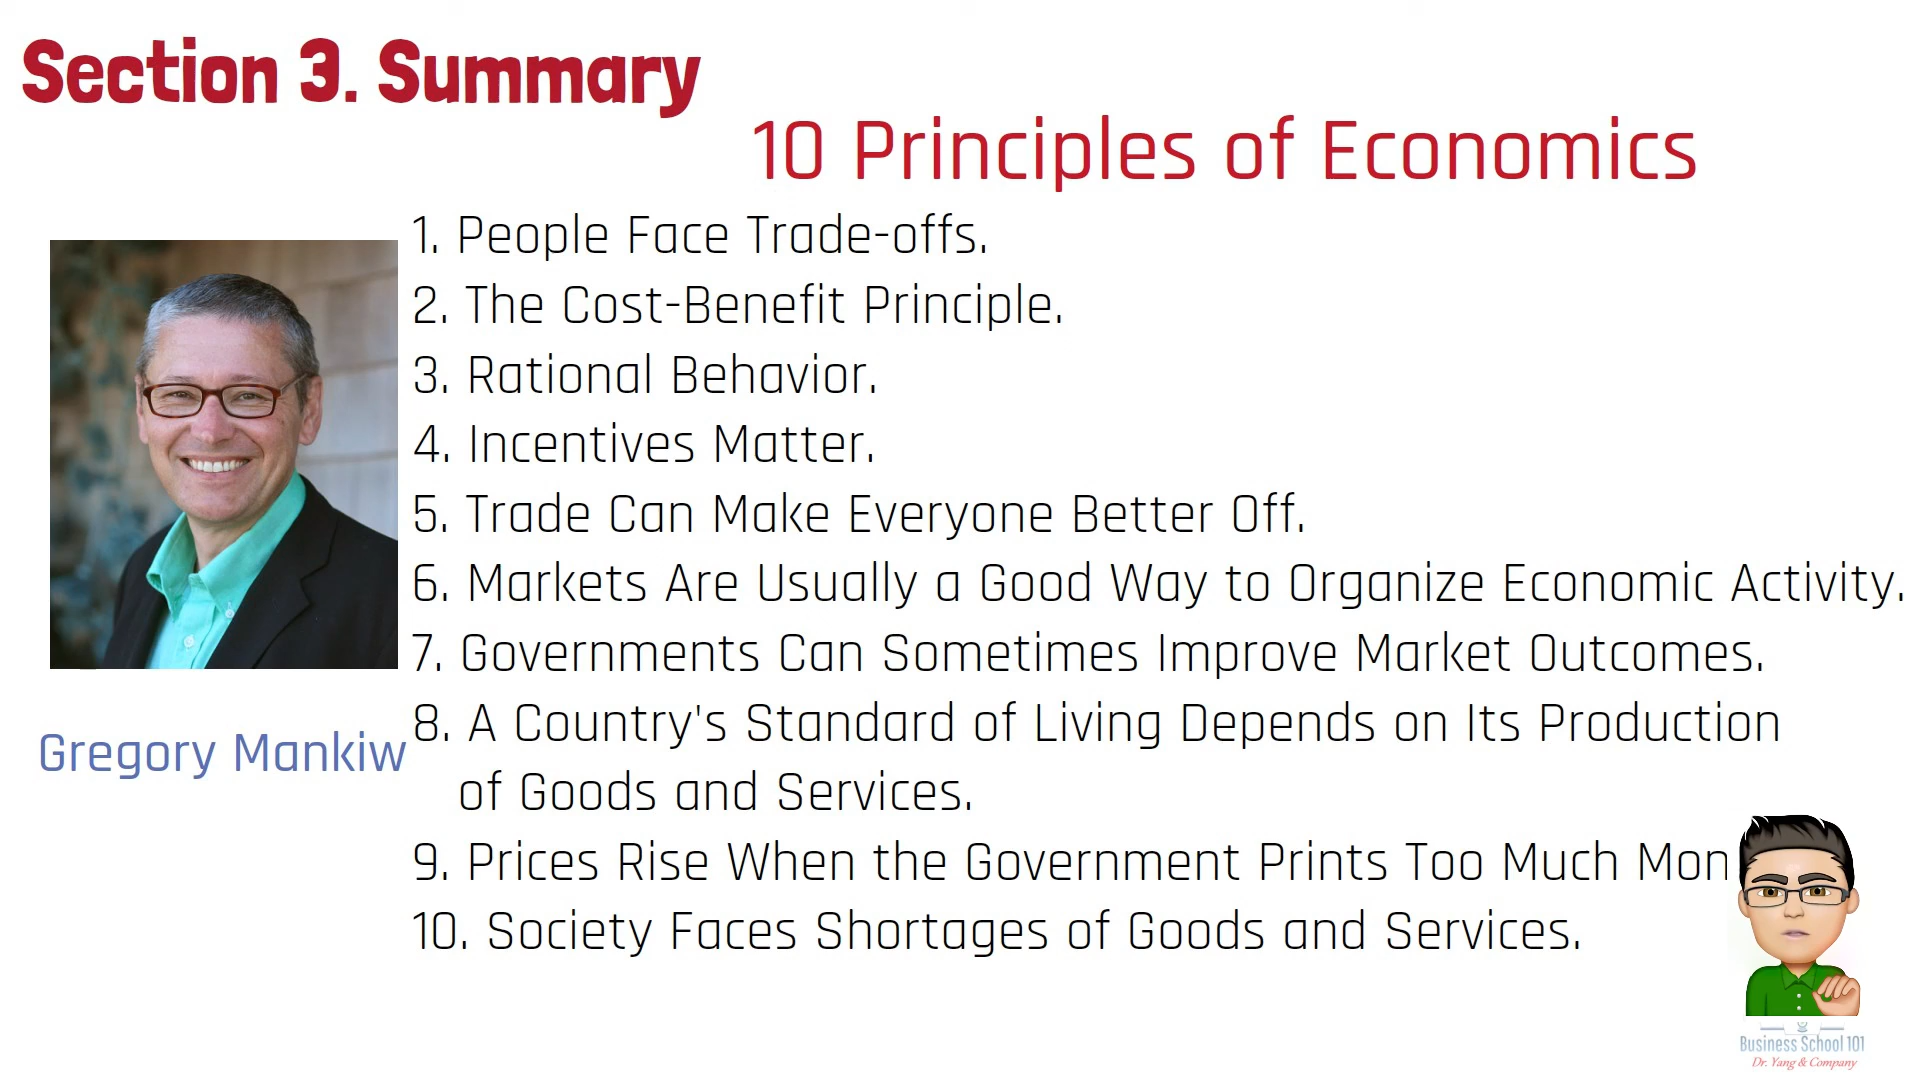 Section 3. Summary
10 Principles of Economics
1. People Face Trade-offs.
2. The Cost-Benefit Principle.
3. Rational Behavior.
4. Incentives Matter.
5. Trade Can Make Everyone Better Off.
6. Markets Are Usually a Good Way to Organize Economic Activity.
7. Governments Can Sometimes Improve Market Outcomes.
8. A Country's Standard of Living Depends on Its Production
of Goods and Services.
9. Prices Rise When the Government Prints Too Much Mon
10. Society Faces Shortages of Goods and Services.
Gregory Mankiw
Business School 101
Dr. Yang & Company